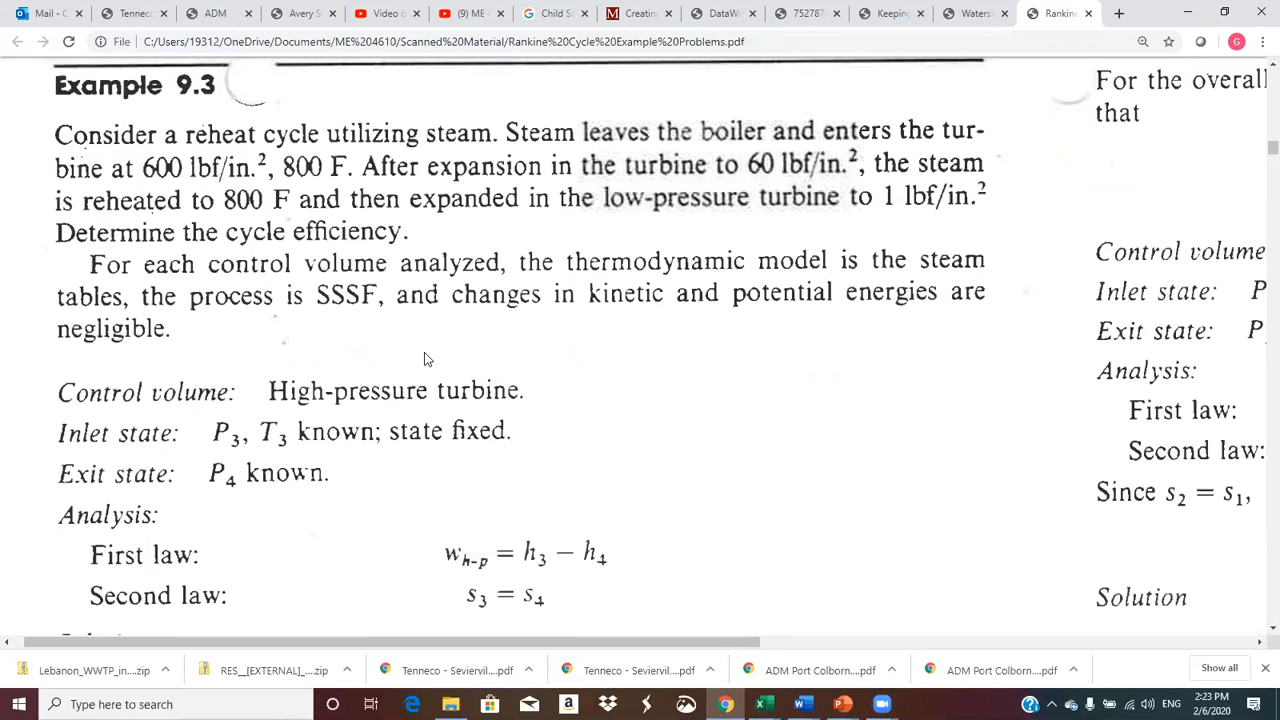 Mail - C
Tennec
ADM
Avery S
Video d
(9) ME -
Child S
Creatin
DataWi
75278
Keeping
Waters
Rankine
File | C:/Users/19312/OneDrive/Documents/ME%204610/Scanned%20Material/Rankine%20Cycle%20Example%20Problems.pdf
Example 9.3
Consider a reheat cycle utilizing steam. Steam leaves the boiler and enters the tur-
bine at 600 lbf/in.², 800 F. After expansion in the turbine to 60 lbf/in.², the steam
is reheated to 800 F and then expanded in the low-pressure turbine to 1 lbf/in.²
Determine the cycle efficiency.
For each control volume analyzed, the thermodynamic model is the steam
tables, the process is SSSF, and changes in kinetic and potential energies are
negligible.
Control volume: High-pressure turbine.
Inlet state: P₃, T₃ known; state fixed.
Exit state: P₄ known.
Analysis:
First law: w_h-p = h₃ − h₄
Second law: s₃ = s₄
For the overall
that
Control volume
Inlet state: P
Exit state: P
Analysis:
First law:
Second law:
Since s₂ = s₁,
Solution
Lebanon_WWTP_in....zip
RES__[EXTERNAL]_....zip
Tenneco - Seviervil....pdf
Tenneco - Seviervil....pdf
ADM Port Colborn....pdf
ADM Port Colborn....pdf
Show all
Type here to search
2:23 PM
2/6/2020